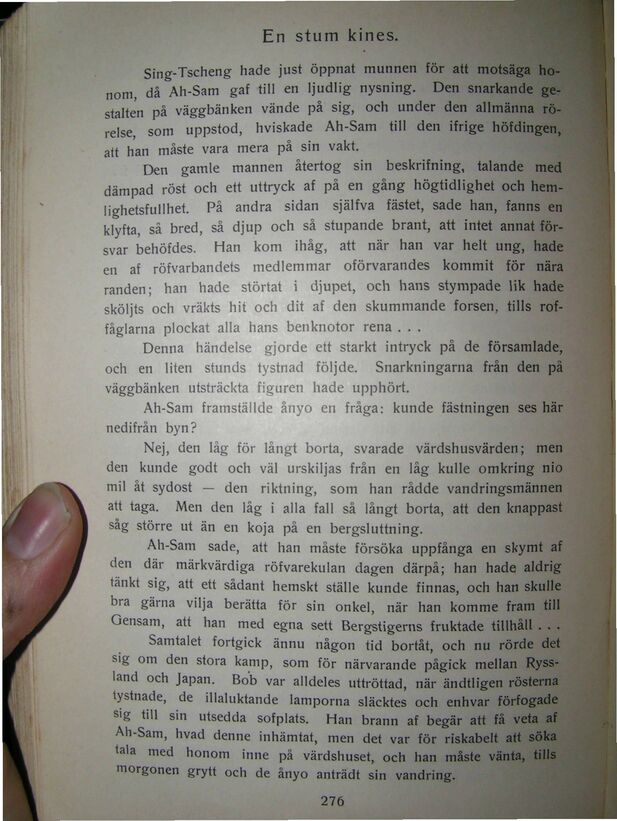 En stum kines.
Sing-Tscheng hade just öppnat munnen för att motsäga ho-
nom, då Ah-Sam gaf till en ljudlig nysning. Den snarkande ge-
stalten på väggbänken vände på sig, och under den allmänna rö-
relse, som uppstod, hviskade Ah-Sam till den ifrige höfdingen,
att han måste vara mera på sin vakt.
Den gamle mannen återtog sin beskrifning, talande med
dämpad röst och ett uttryck af på en gång högtidlighet och hem-
lighetsfullhet. På andra sidan själfva fästet, sade han, fanns en
klyfta, så bred, så djup och så stupande brant, att intet annat för-
svar behöfdes. Han kom ihåg, att när han var helt ung, hade
en af röfvarbandets medlemmar oförvarandes kommit för nära
randen; han hade störtat i djupet, och hans stympade lik hade
sköljts och vräkts hit och dit af den skummande forsen, tills rof-
fåglarna plockat alla hans benknotor rena . . .
Denna händelse gjorde ett starkt intryck på de församlade,
och en liten stunds tystnad följde. Snarkningarna från den på
väggbänken utsträckta figuren hade upphört.
Ah-Sam framställde ånyo en fråga: kunde fästningen ses här
nedifrån byn?
Nej, den låg för långt borta, svarade värdshusvärden; men
den kunde godt och väl urskiljas från en låg kulle omkring nio
mil åt sydost — den riktning, som han rådde vandringsmännen
att taga. Men den låg i alla fall så långt borta, att den knappast
såg större ut än en koja på en bergsluttning.
Ah-Sam sade, att han måste försöka uppfånga en skymt af
den där märkvärdiga röfvarekulan dagen därpå; han hade aldrig
tänkt sig, att ett sådant hemskt ställe kunde finnas, och han skulle
bra gärna vilja berätta för sin onkel, när han komme fram till
Gensam, att han med egna sett Bergstigerns fruktade tillhåll . . .
Samtalet fortgick ännu någon tid bortåt, och nu rörde det
sig om den stora kamp, som för närvarande pågick mellan Ryss-
land och Japan. Bob var alldeles uttröttad, när ändtligen rösterna
tystnade, de illaluktande lamporna släcktes och enhvar förfogade
sig till sin utsedda sofplats. Han brann af begär att få veta af
Ah-Sam, hvad denne inhämtat, men det var för riskabelt att söka
tala med honom inne på värdshuset, och han måste vänta, tills
morgonen grytt och de ånyo anträdt sin vandring.
276